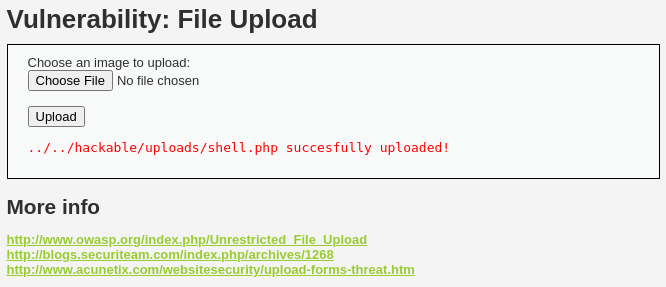 Vulnerability: File Upload
Choose an image to upload:
Choose File No file chosen
Upload
../../hackable/uploads/shell.php succesfully uploaded!
More info
http://www.owasp.org/index.php/Unrestricted_File_Upload
http://blogs.securiteam.com/index.php/archives/1268
http://www.acunetix.com/websitesecurity/upload-forms-threat.htm